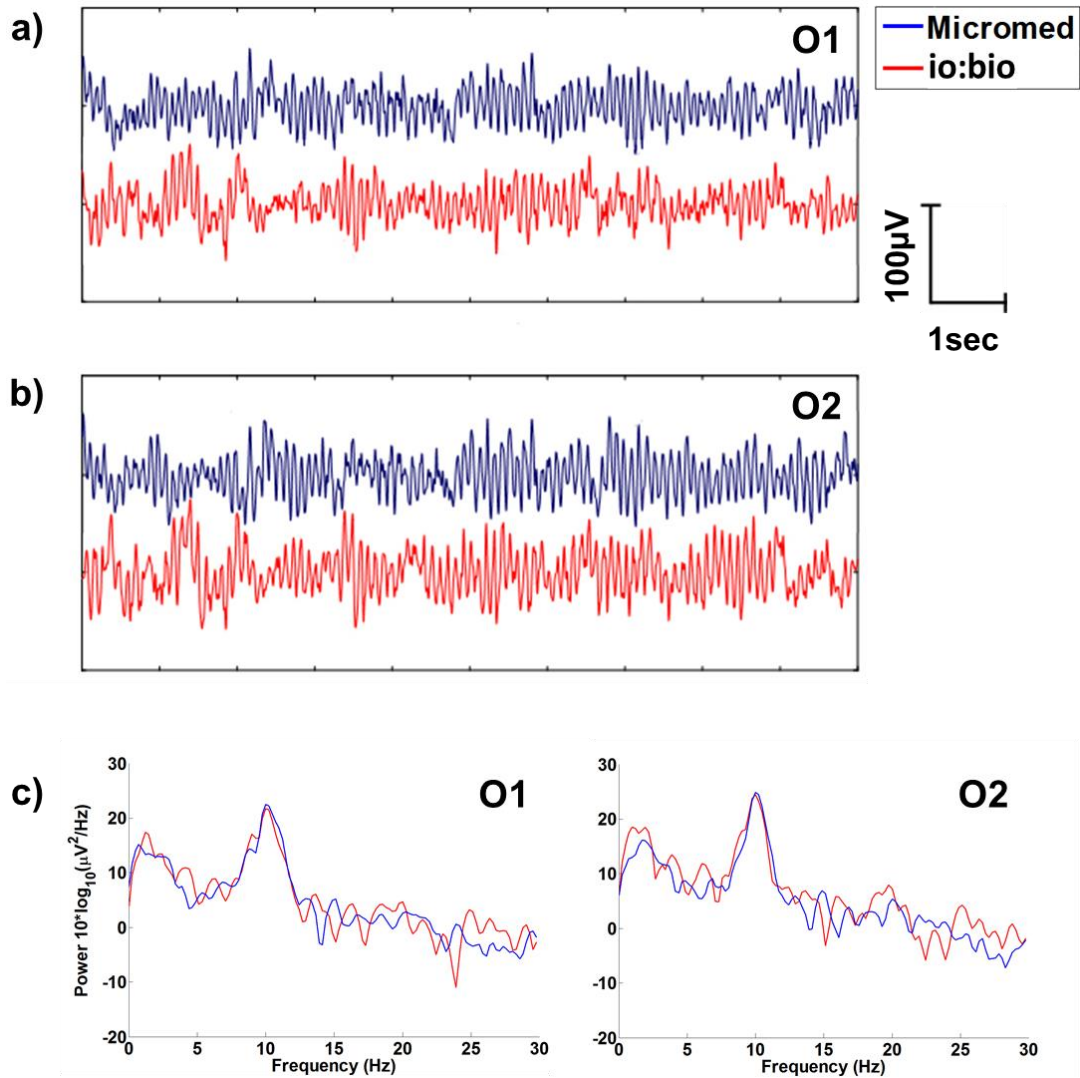 a)
O1
Micromed
io:bio
100µV
1sec
b)
O2
c)
O1
30
20
10
0
-10
-20
Power 10*log10(µV2/Hz)
0 5 10 15 20 25 30
Frequency (Hz)
O2
30
20
10
0
-10
-20
0 5 10 15 20 25 30
Frequency (Hz)